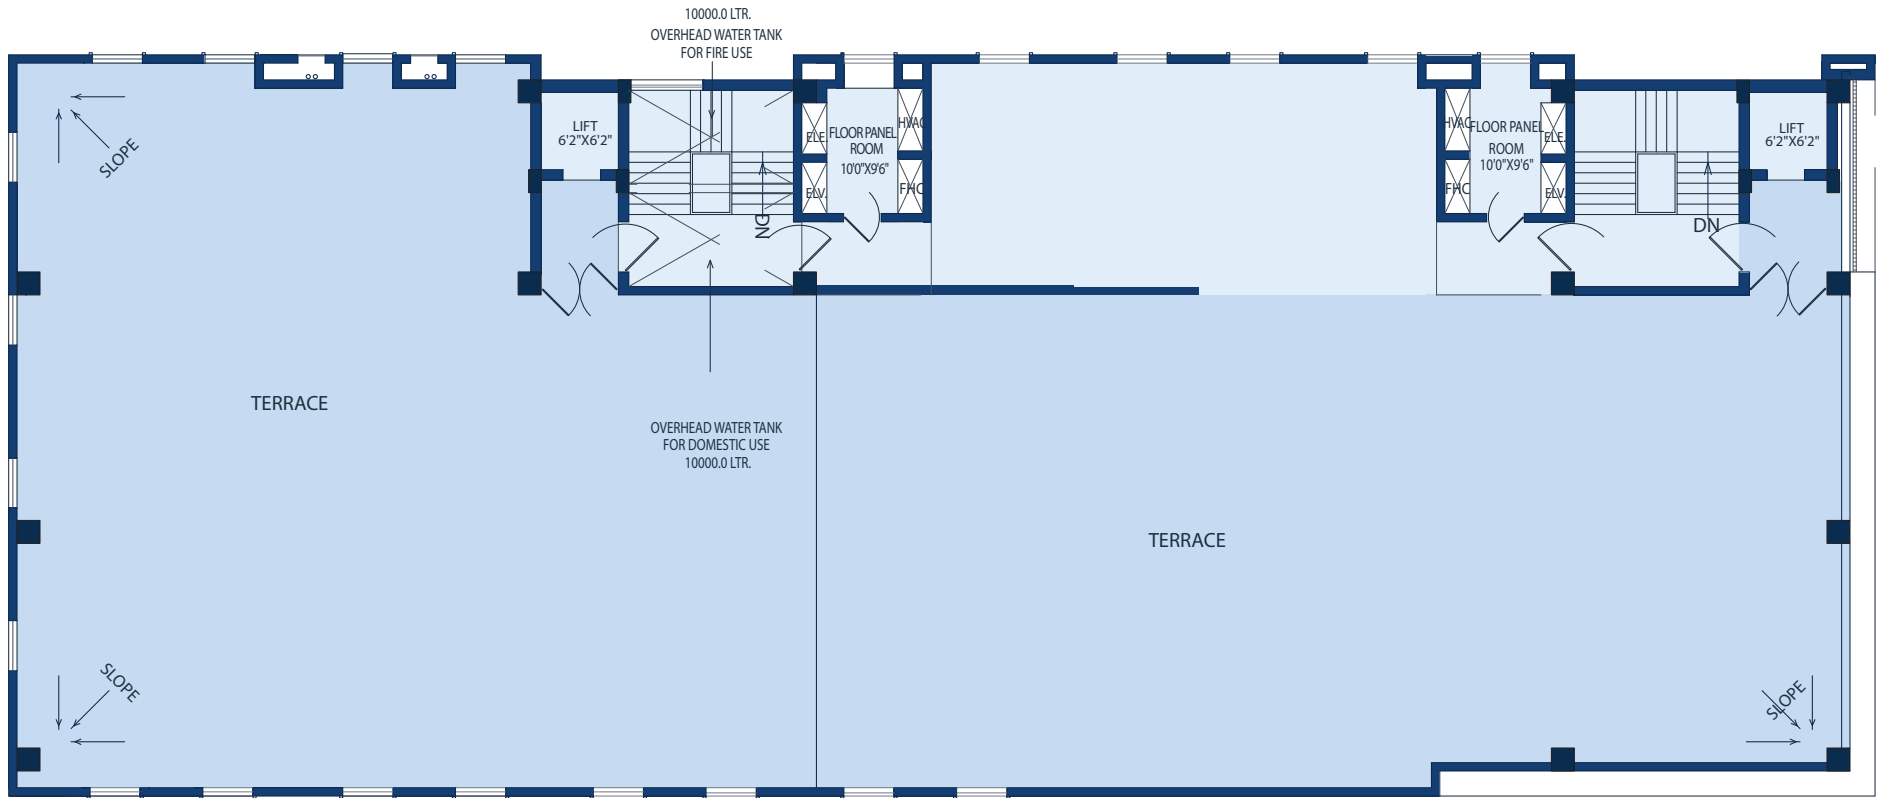 10000.0 LTR.
OVERHEAD WATER TANK
FOR FIRE USE
LIFT
6'2"X6'2"
SLOPE
ELE.
FLOOR PANEL
ROOM
10'0"X9'6"
HVAC
ELV.
FHC
DN
HVAC
FLOOR PANEL
ROOM
10'0"X9'6"
ELE.
FHC
ELV.
DN
LIFT
6'2"X6'2"
TERRACE
OVERHEAD WATER TANK
FOR DOMESTIC USE
10000.0 LTR.
TERRACE
SLOPE
SLOPE